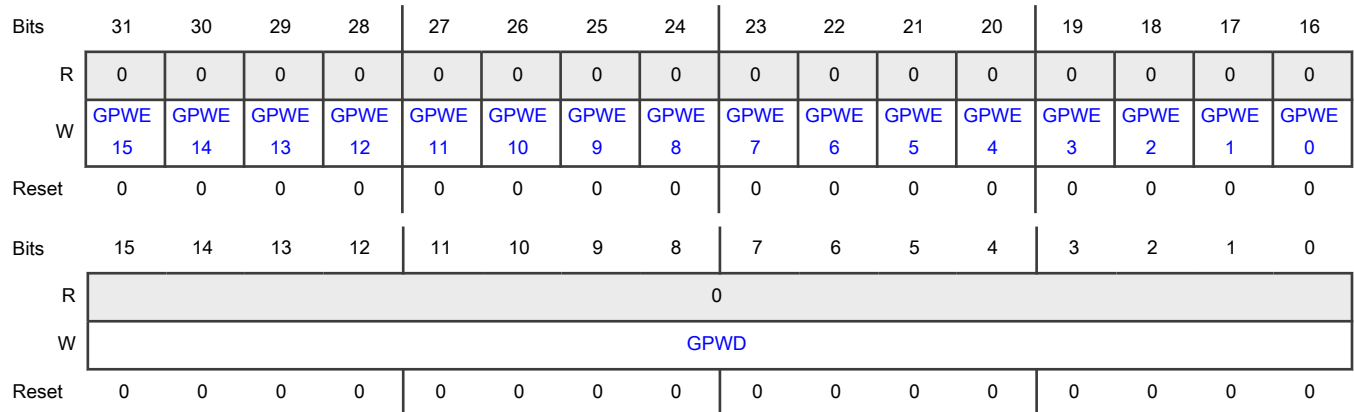 Bits 31 30 29 28 27 26 25 24 23 22 21 20 19 18 17 16
R 0 0 0 0 0 0 0 0 0 0 0 0 0 0 0 0
W GPWE 15 GPWE 14 GPWE 13 GPWE 12 GPWE 11 GPWE 10 GPWE 9 GPWE 8 GPWE 7 GPWE 6 GPWE 5 GPWE 4 GPWE 3 GPWE 2 GPWE 1 GPWE 0
Reset 0 0 0 0 0 0 0 0 0 0 0 0 0 0 0 0
Bits 15 14 13 12 11 10 9 8 7 6 5 4 3 2 1 0
R 0
W GPWD
Reset 0 0 0 0 0 0 0 0 0 0 0 0 0 0 0 0